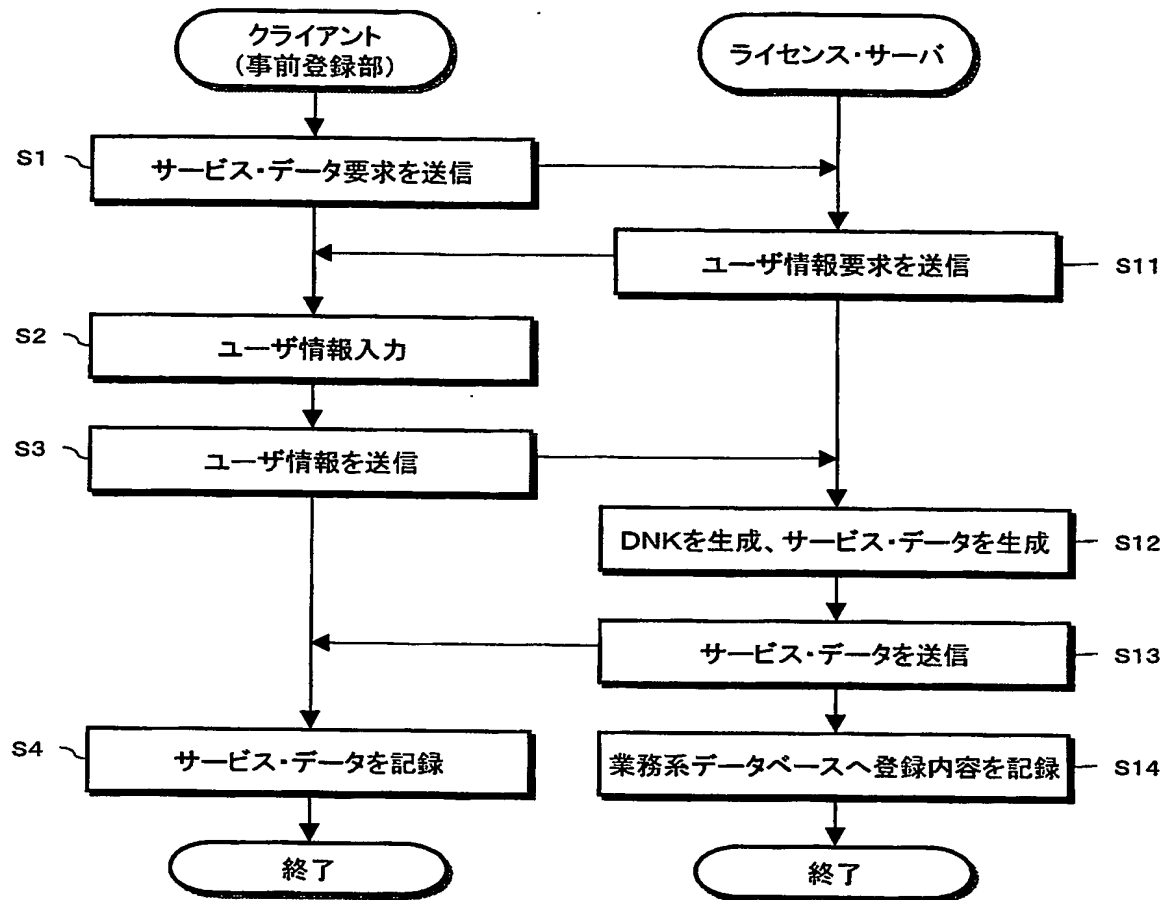 クライアント
(事前登録部)
ライセンス・サーバ
S1
サービス・データ要求を送信
ユーザ情報要求を送信
S11
S2
ユーザ情報入力
S3
ユーザ情報を送信
DNKを生成、サービス・データを生成
S12
サービス・データを送信
S13
S4
サービス・データを記録
業務系データベースへ登録内容を記録
S14
終了
終了